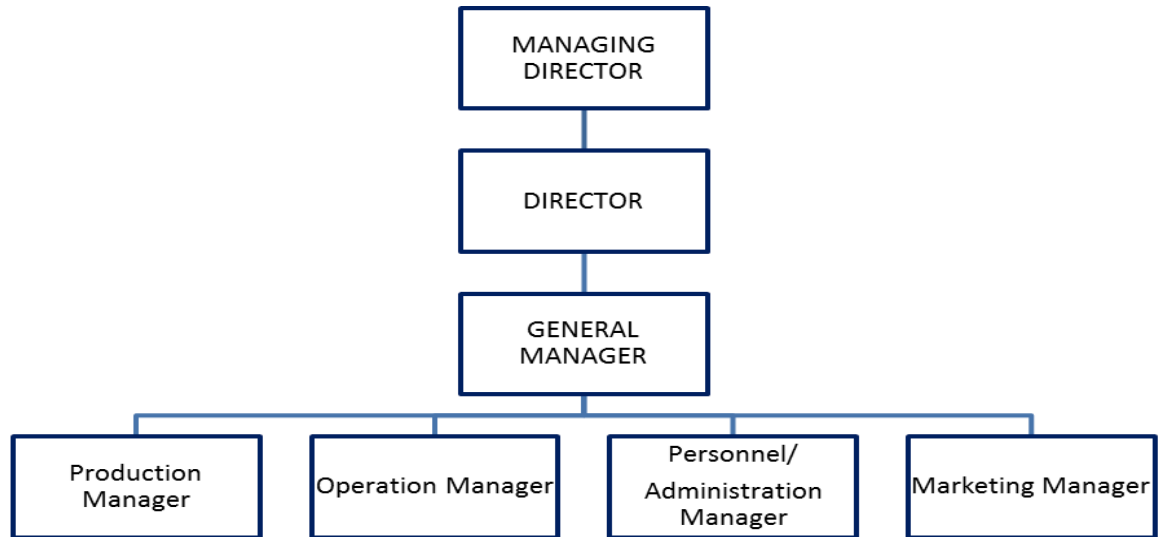 MANAGING
DIRECTOR
DIRECTOR
GENERAL
MANAGER
Production
Manager
Operation Manager
Personnel/
Administration
Manager
Marketing Manager